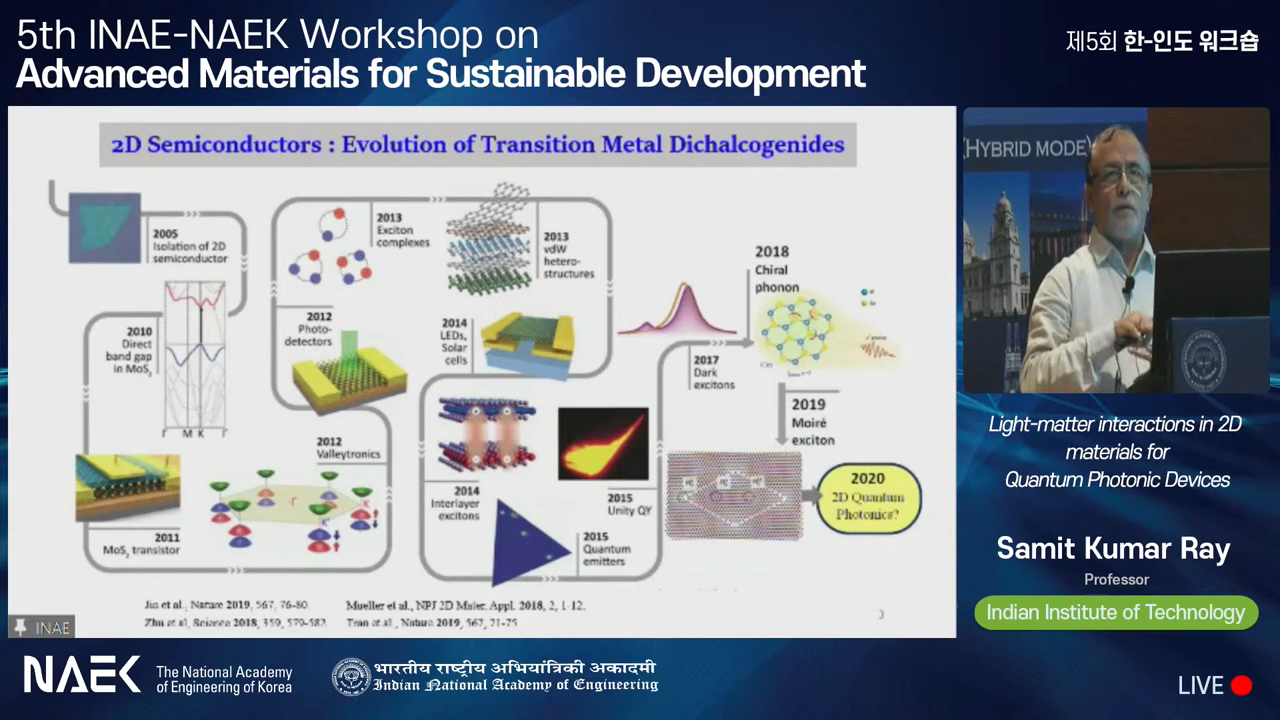 5th INAE-NAEK Workshop on
Advanced Materials for Sustainable Development
제5회 한-인도 워크숍
2D Semiconductors : Evolution of Transition Metal Dichalcogenides
2005
Isolation of 2D
semiconductor
2010
Direct
band gap
in MoS2
Γ M K Γ
2011
MoS2 transistor
2012
Valleytronics
Γ
K
K'
2012
Photo-
detectors
2013
Exciton
complexes
2013
vdW
hetero-
structures
2014
LEDs,
Solar
cells
2014
Interlayer
excitons
2015
Unity QY
2015
Quantum
emitters
2017
Dark
excitons
2018
Chiral
phonon
2019
Moiré
exciton
2020
2D Quantum
Photonics?
Jin et al., Nature 2019, 567, 76-80.
Mueller et al., NPJ 2D Mater. Appl. 2018, 2, 1-12.
Zhu et al, Science 2018, 359, 579-582.
Tran et al., Nature 2019, 567, 71-75
INAE
(HYBRID MODE)
Light-matter interactions in 2D
materials for
Quantum Photonic Devices
Samit Kumar Ray
Professor
Indian Institute of Technology
NAEK
The National Academy
of Engineering of Korea
भारतीय राष्ट्रीय अभियांत्रिकी अकादमी
Indian National Academy of Engineering
LIVE